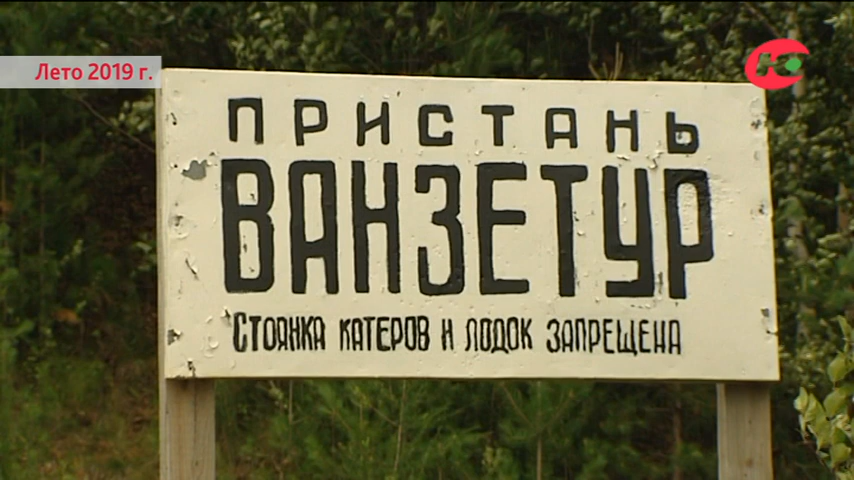 Лето 2019 г.
Ю
ПРИСТАНЬ
ВАНЗЕТУР
СТОЯНКА КАТЕРОВ И ЛОДОК ЗАПРЕЩЕНА